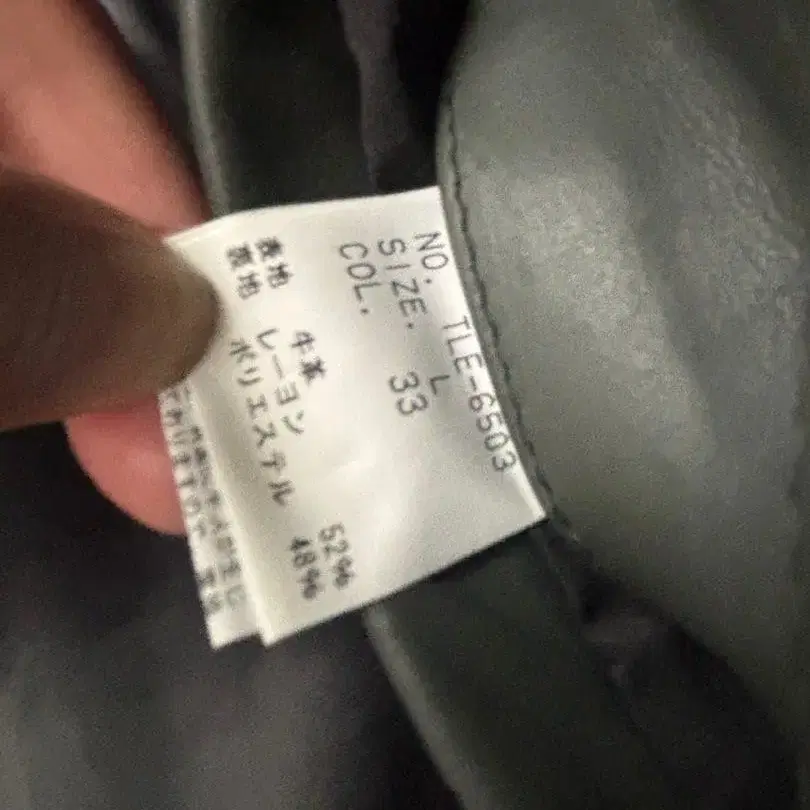 NO. TLE-6503
SIZE. L
COL. 33
表地 牛革
裏地 レーヨン 52%
ポリエステル 48%